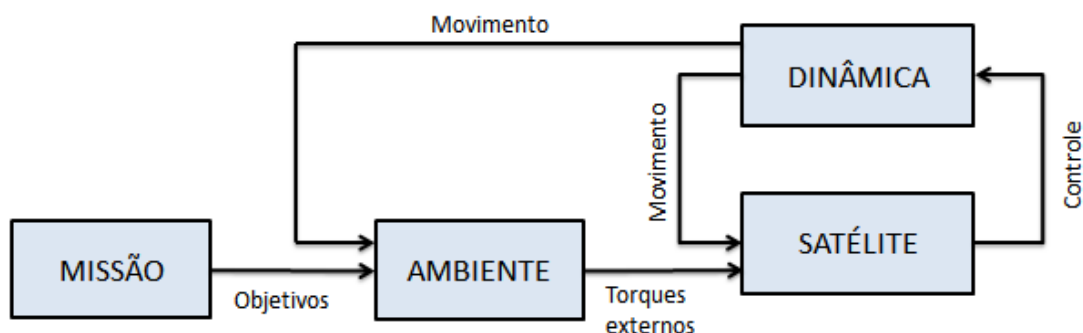 Movimento
DINÂMICA
Movimento
Controle
MISSÃO
Objetivos
AMBIENTE
Torques
externos
SATÉLITE